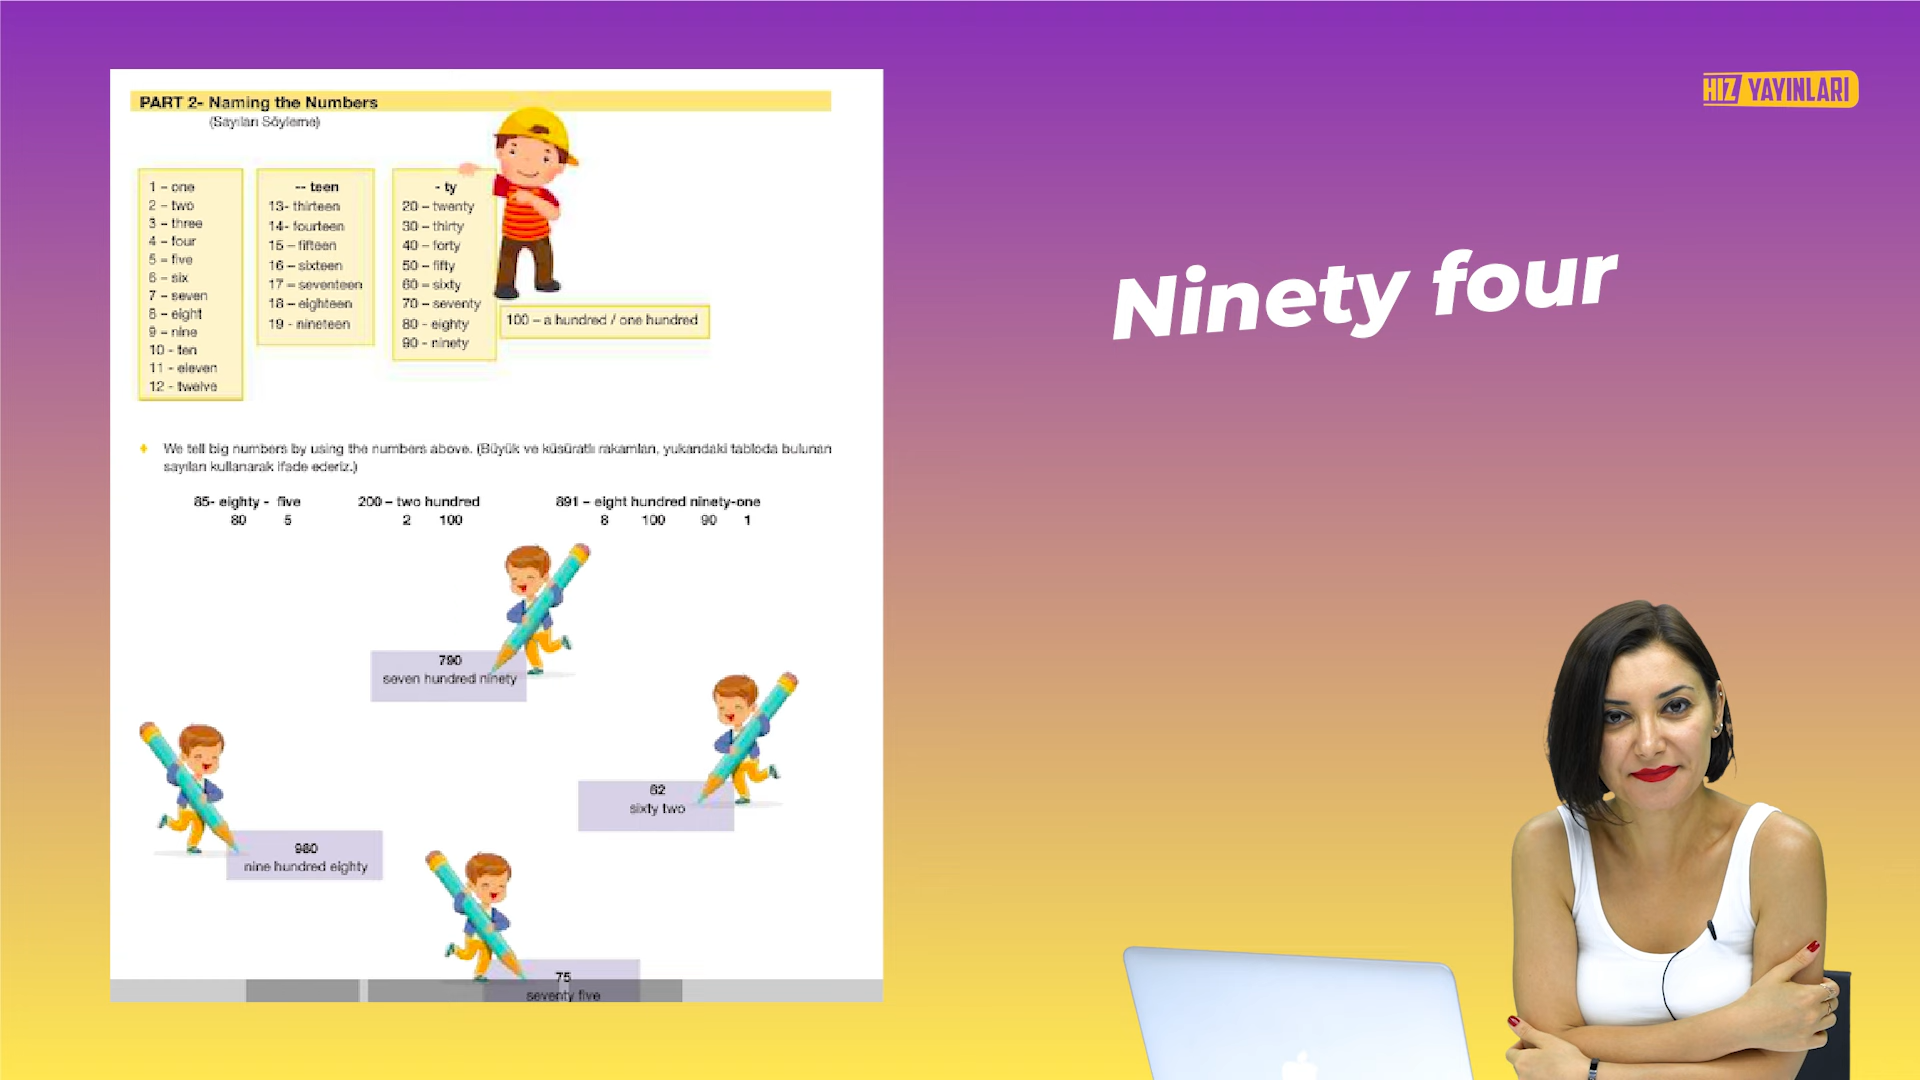 HIZ YAYINLARI
PART 2- Naming the Numbers
(Sayıları Söyleme)
1 – one
2 – two
3 – three
4 – four
5 – five
6 – six
7 – seven
8 – eight
9 – nine
10 - ten
11 - eleven
12 - twelve
-- teen
13- thirteen
14- fourteen
15 – fifteen
16 – sixteen
17 – seventeen
18 – eighteen
19 - nineteen
- ty
20 – twenty
30 – thirty
40 – forty
50 – fifty
60 – sixty
70 – seventy
80 - eighty
90 - ninety
100 – a hundred / one hundred
We tell big numbers by using the numbers above. (Büyük ve küsüratlı rakamları, yukarıdaki tabloda bulunan
sayıları kullanarak ifade ederiz.)
85- eighty - five
80 5
200 – two hundred
2 100
891 – eight hundred ninety-one
8 100 90 1
790
seven hundred ninety
62
sixty two
980
nine hundred eighty
75
seventy five
Ninety four